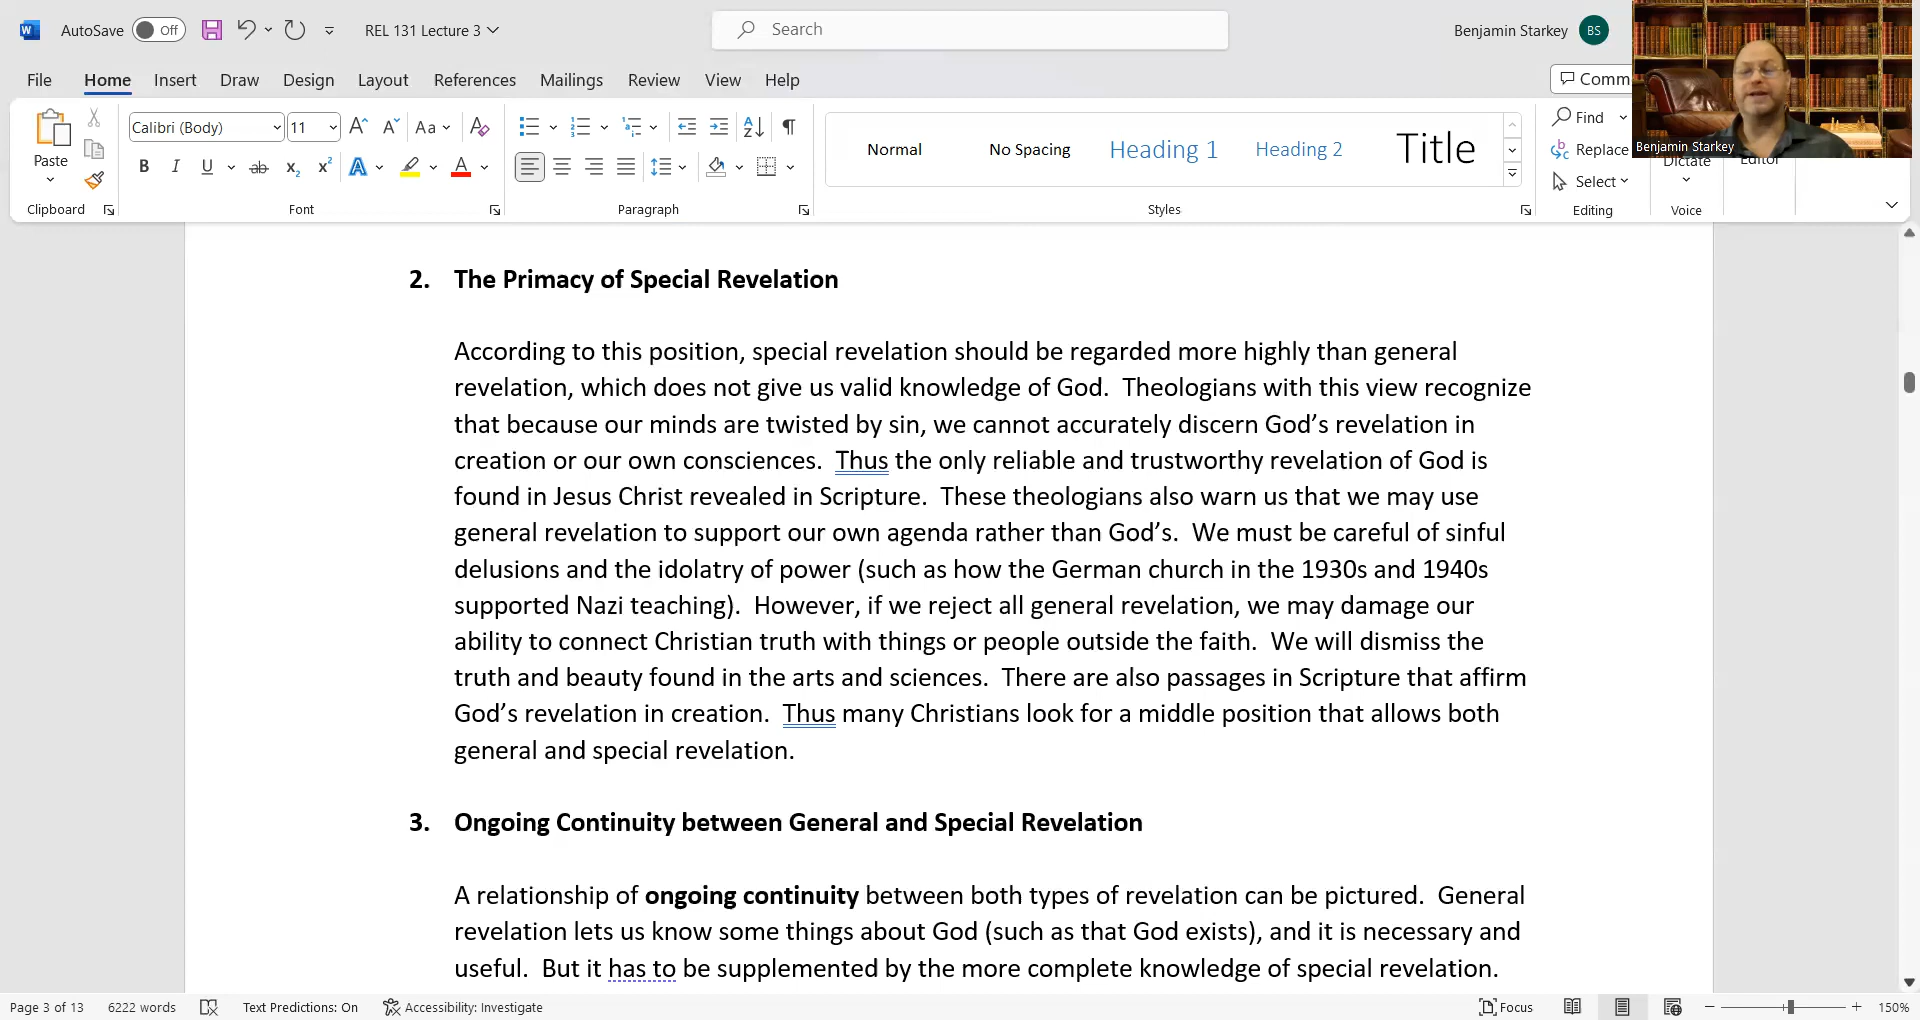 AutoSave Off REL 131 Lecture 3 Search Benjamin Starkey BS
File Home Insert Draw Design Layout References Mailings Review View Help Comm
Calibri (Body) 11 Aa Find
Paste Normal No Spacing Heading 1 Heading 2 Title Replace Benjamin Starkey
B I U ab x₂ x² A A Dictate Editor
Select
Clipboard Font Paragraph Styles Editing Voice
2. The Primacy of Special Revelation
According to this position, special revelation should be regarded more highly than general
revelation, which does not give us valid knowledge of God. Theologians with this view recognize
that because our minds are twisted by sin, we cannot accurately discern God’s revelation in
creation or our own consciences. Thus the only reliable and trustworthy revelation of God is
found in Jesus Christ revealed in Scripture. These theologians also warn us that we may use
general revelation to support our own agenda rather than God’s. We must be careful of sinful
delusions and the idolatry of power (such as how the German church in the 1930s and 1940s
supported Nazi teaching). However, if we reject all general revelation, we may damage our
ability to connect Christian truth with things or people outside the faith. We will dismiss the
truth and beauty found in the arts and sciences. There are also passages in Scripture that affirm
God’s revelation in creation. Thus many Christians look for a middle position that allows both
general and special revelation.
3. Ongoing Continuity between General and Special Revelation
A relationship of ongoing continuity between both types of revelation can be pictured. General
revelation lets us know some things about God (such as that God exists), and it is necessary and
useful. But it has to be supplemented by the more complete knowledge of special revelation.
Page 3 of 13 6222 words Text Predictions: On Accessibility: Investigate Focus 150%